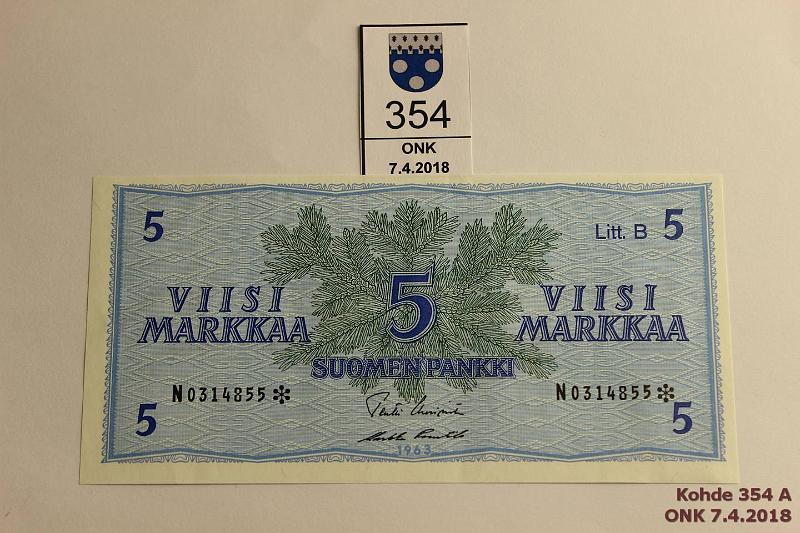 354
ONK
7.4.2018
5 Litt. B 5
VIISI 5 VIISI
MARKKAA MARKKAA
SUOMEN PANKKI
N0314855* N0314855*
5 5
1963
Kohde 354 A
ONK 7.4.2018